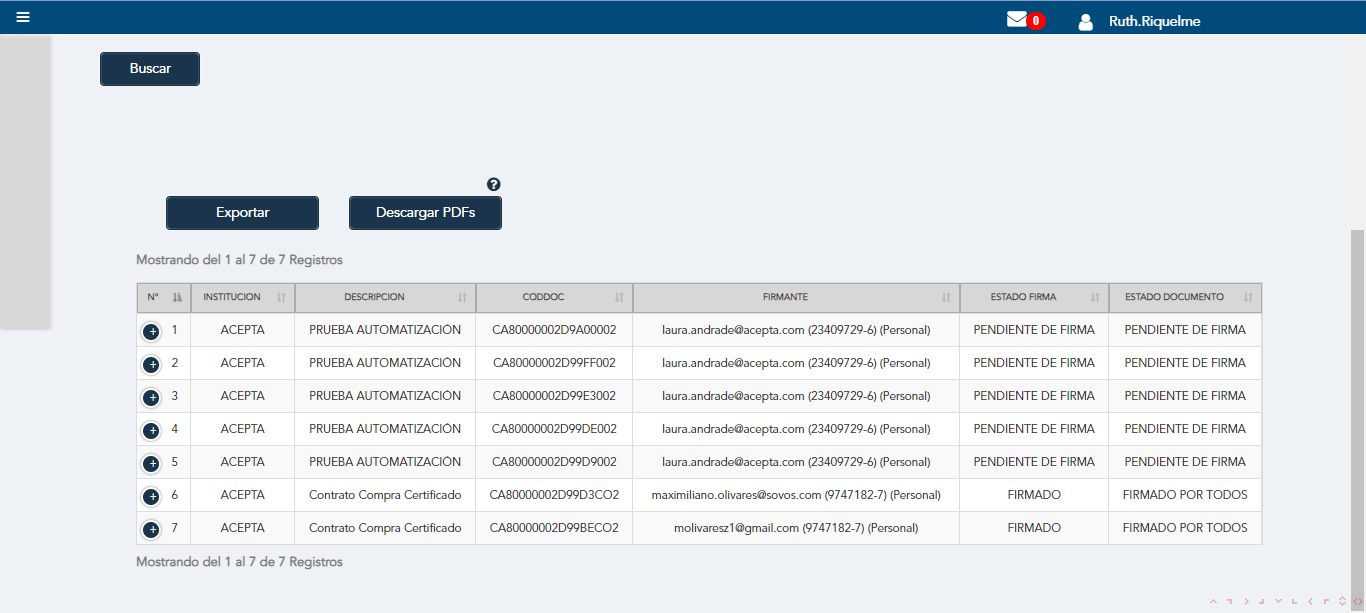 0 Ruth.Riquelme
Buscar
?
Exportar Descargar PDFs
Mostrando del 1 al 7 de 7 Registros
N° INSTITUCION DESCRIPCION CODDOC FIRMANTE ESTADO FIRMA ESTADO DOCUMENTO
1 ACEPTA PRUEBA AUTOMATIZACIÓN CA80000002D9A00002 laura.andrade@acepta.com (23409729-6) (Personal) PENDIENTE DE FIRMA PENDIENTE DE FIRMA
2 ACEPTA PRUEBA AUTOMATIZACIÓN CA80000002D99FF002 laura.andrade@acepta.com (23409729-6) (Personal) PENDIENTE DE FIRMA PENDIENTE DE FIRMA
3 ACEPTA PRUEBA AUTOMATIZACIÓN CA80000002D99E3002 laura.andrade@acepta.com (23409729-6) (Personal) PENDIENTE DE FIRMA PENDIENTE DE FIRMA
4 ACEPTA PRUEBA AUTOMATIZACIÓN CA80000002D99DE002 laura.andrade@acepta.com (23409729-6) (Personal) PENDIENTE DE FIRMA PENDIENTE DE FIRMA
5 ACEPTA PRUEBA AUTOMATIZACIÓN CA80000002D99D9002 laura.andrade@acepta.com (23409729-6) (Personal) PENDIENTE DE FIRMA PENDIENTE DE FIRMA
6 ACEPTA Contrato Compra Certificado CA80000002D99D3CO2 maximiliano.olivares@sovos.com (9747182-7) (Personal) FIRMADO FIRMADO POR TODOS
7 ACEPTA Contrato Compra Certificado CA80000002D99BECO2 molivaresz1@gmail.com (9747182-7) (Personal) FIRMADO FIRMADO POR TODOS
Mostrando del 1 al 7 de 7 Registros